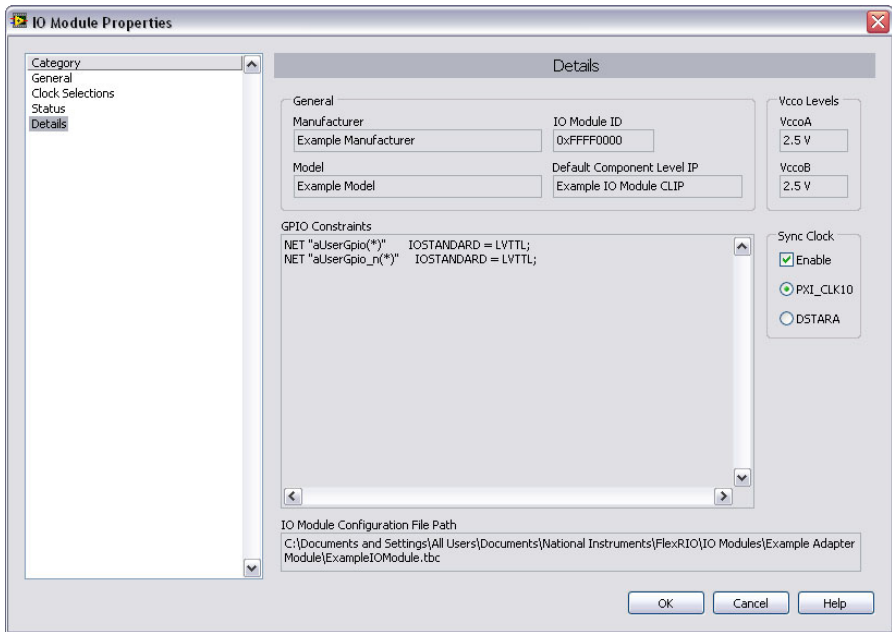 IO Module Properties
Category
General
Clock Selections
Status
Details
Details
General
Manufacturer
Example Manufacturer
IO Module ID
0xFFFF0000
Model
Example Model
Default Component Level IP
Example IO Module CLIP
Vcco Levels
VccoA
2.5 V
VccoB
2.5 V
GPIO Constraints
NET "aUserGpio(*)" IOSTANDARD = LVTTL;
NET "aUserGpio_n(*)" IOSTANDARD = LVTTL;
Sync Clock
Enable
PXI_CLK10
DSTARA
IO Module Configuration File Path
C:\Documents and Settings\All Users\Documents\National Instruments\FlexRIO\IO Modules\Example Adapter
Module\ExampleIOModule.tbc
OK
Cancel
Help